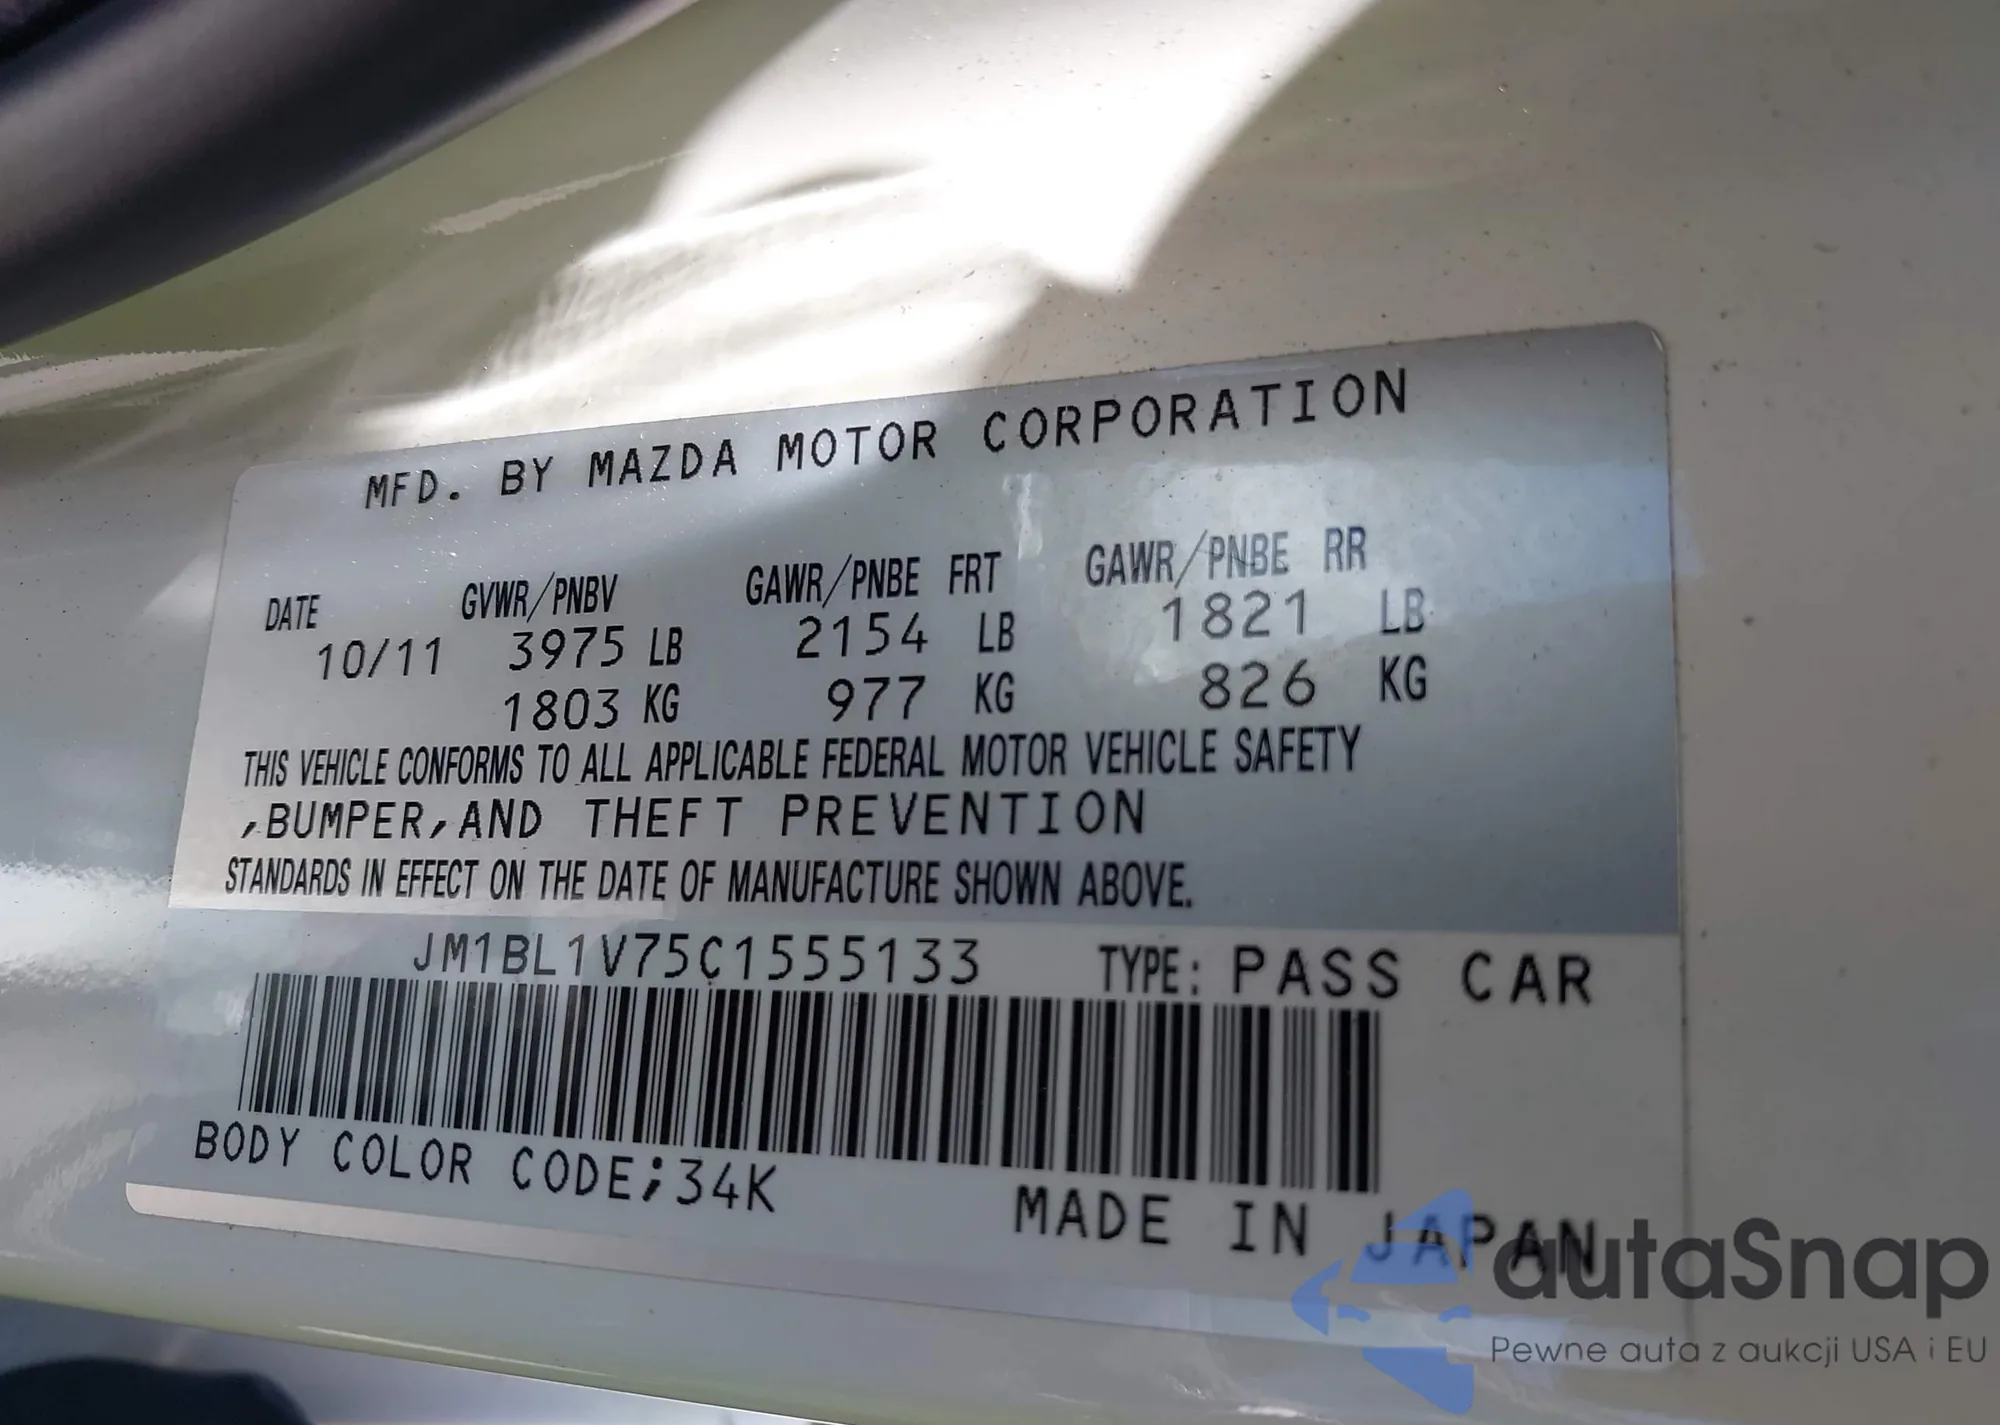 MFD. BY MAZDA MOTOR CORPORATION
DATE GVWR/PNBV GAWR/PNBE FRT GAWR/PNBE RR
10/11 3975 LB 2154 LB 1821 LB
1803 KG 977 KG 826 KG
THIS VEHICLE CONFORMS TO ALL APPLICABLE FEDERAL MOTOR VEHICLE SAFETY
,BUMPER,AND THEFT PREVENTION
STANDARDS IN EFFECT ON THE DATE OF MANUFACTURE SHOWN ABOVE.
JM1BL1V75C1555133 TYPE: PASS CAR
BODY COLOR CODE;34K
MADE IN JAPAN
autaSnap
Pewne auta z aukcji USA i EU